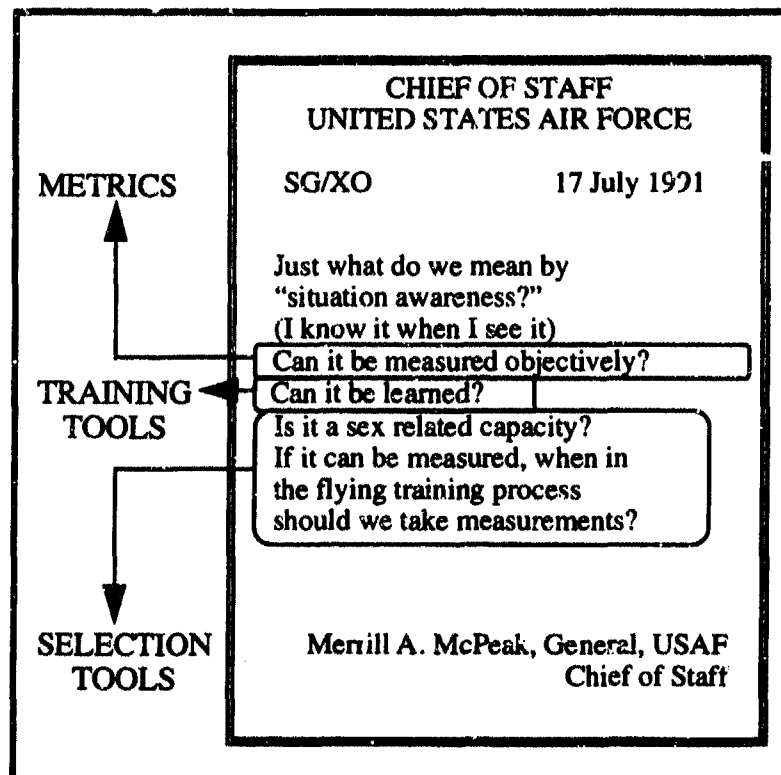 CHIEF OF STAFF
UNITED STATES AIR FORCE
METRICS
SG/XO 17 July 1991
Just what do we mean by
“situation awareness?”
(I know it when I see it)
Can it be measured objectively?
TRAINING
TOOLS
Can it be learned?
Is it a sex related capacity?
If it can be measured, when in
the flying training process
should we take measurements?
SELECTION
TOOLS
Merrill A. McPeak, General, USAF
Chief of Staff